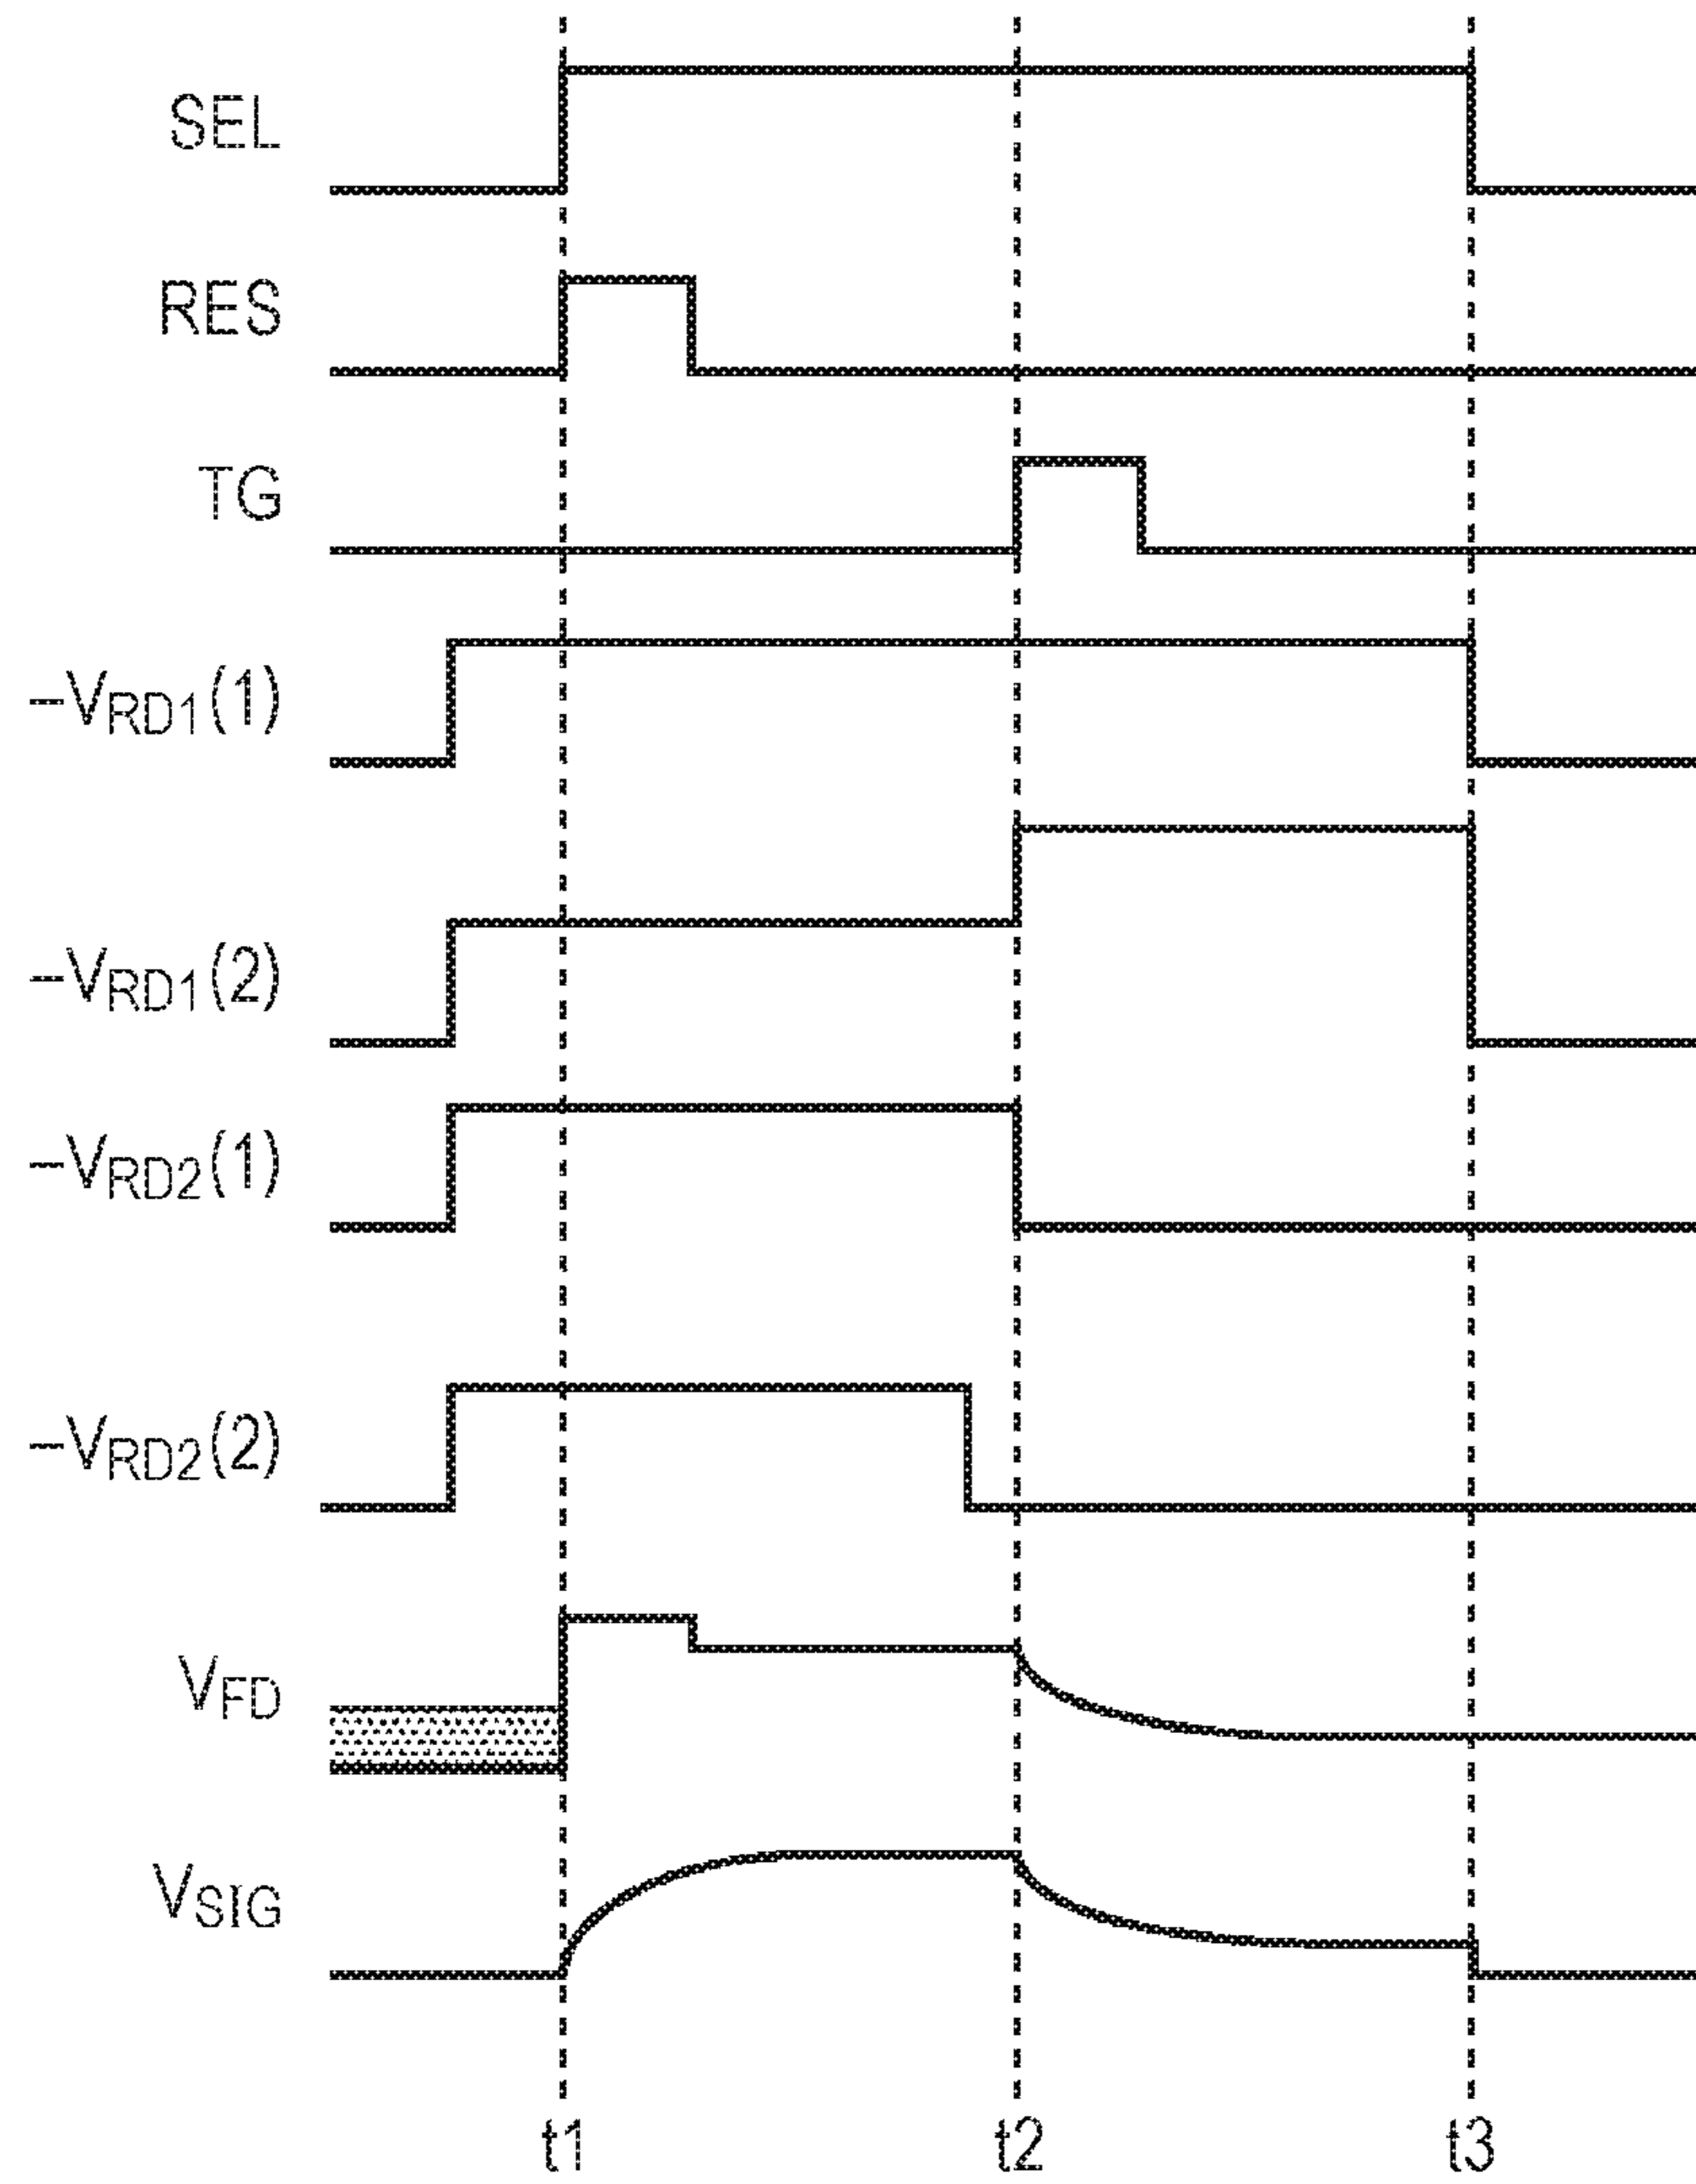 SEL
RES
TG
−VRD1(1)
−VRD1(2)
−VRD2(1)
−VRD2(2)
VFD
VSIG
t1 t2 t3